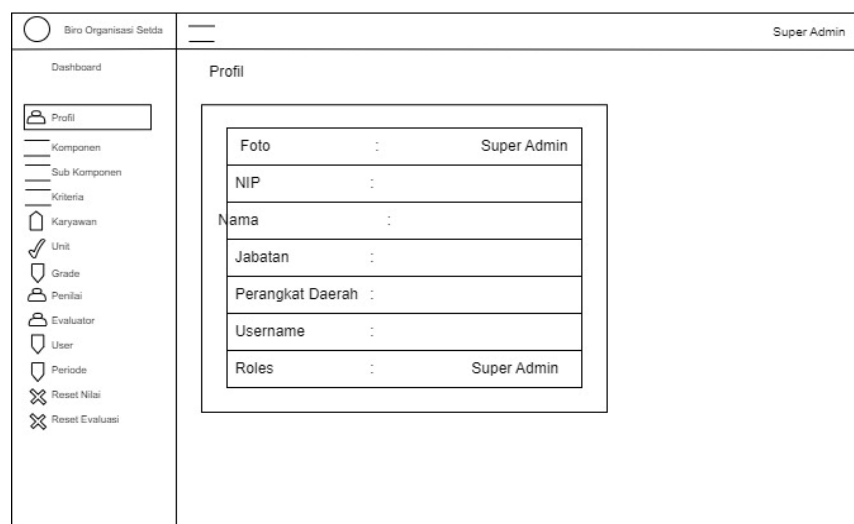 Biro Organisasi Setda
Super Admin
Dashboard
Profil
Komponen
Sub Komponen
Kriteria
Karyawan
Unit
Grade
Penilai
Evaluator
User
Periode
Reset Nilai
Reset Evaluasi
Profil
Foto : Super Admin
NIP :
Nama :
Jabatan :
Perangkat Daerah :
Username :
Roles : Super Admin